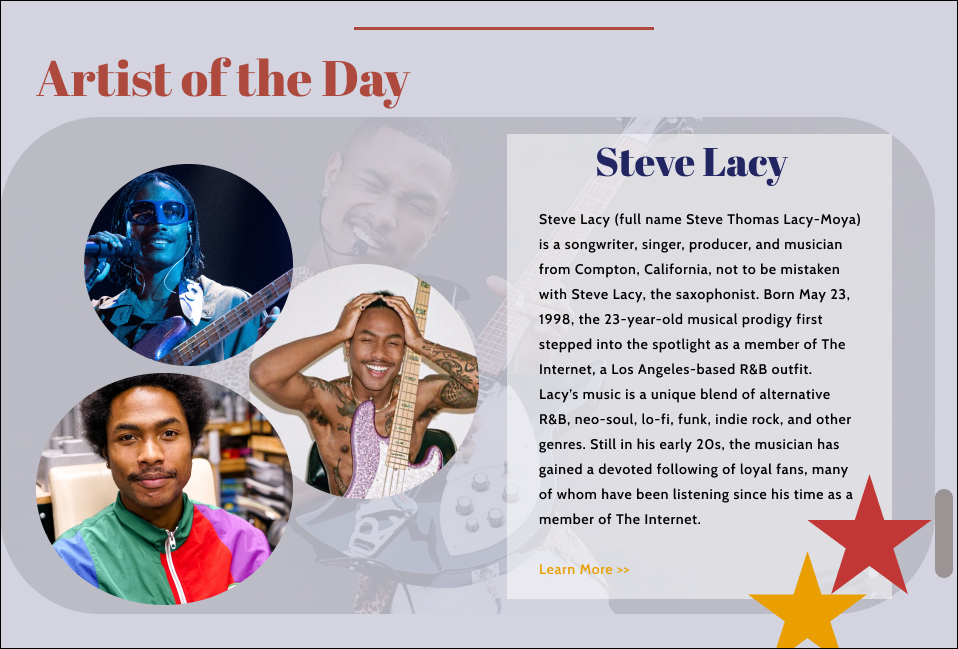 Artist of the Day
Steve Lacy
Steve Lacy (full name Steve Thomas Lacy-Moya)
is a songwriter, singer, producer, and musician
from Compton, California, not to be mistaken
with Steve Lacy, the saxophonist. Born May 23,
1998, the 23-year-old musical prodigy first
stepped into the spotlight as a member of The
Internet, a Los Angeles-based R&B outfit.
Lacy's music is a unique blend of alternative
R&B, neo-soul, lo-fi, funk, indie rock, and other
genres. Still in his early 20s, the musician has
gained a devoted following of loyal fans, many
of whom have been listening since his time as a
member of The Internet.
Learn More >>